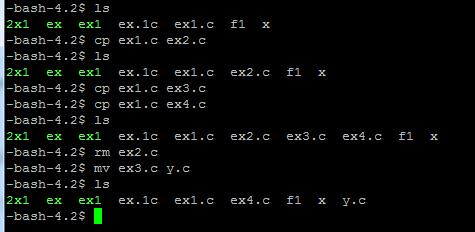 -bash-4.2$ ls
2x1  ex  ex1  ex.1c  ex1.c  f1  x
-bash-4.2$ cp ex1.c ex2.c
-bash-4.2$ ls
2x1  ex  ex1  ex.1c  ex1.c  ex2.c  f1  x
-bash-4.2$ cp ex1.c ex3.c
-bash-4.2$ cp ex1.c ex4.c
-bash-4.2$ ls
2x1  ex  ex1  ex.1c  ex1.c  ex2.c  ex3.c  ex4.c  f1  x
-bash-4.2$ rm ex2.c
-bash-4.2$ mv ex3.c y.c
-bash-4.2$ ls
2x1  ex  ex1  ex.1c  ex1.c  ex4.c  f1  x  y.c
-bash-4.2$